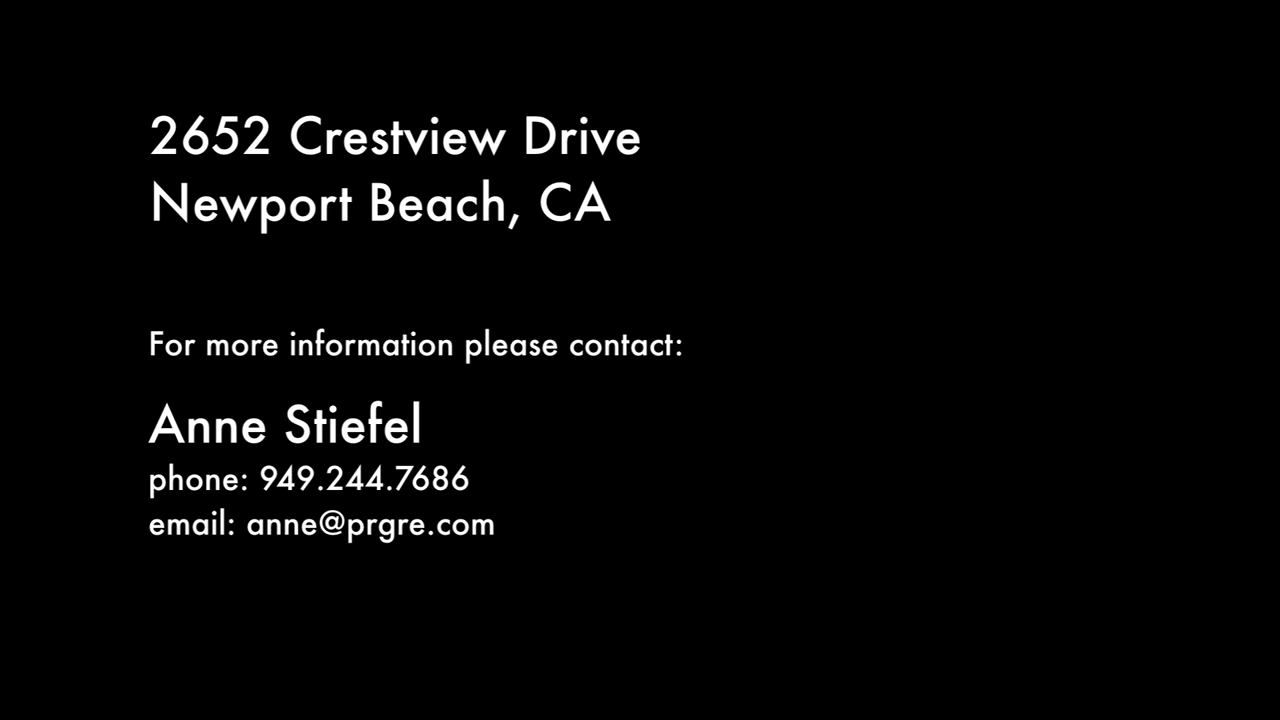 2652 Crestview Drive
Newport Beach, CA
For more information please contact:
Anne Stiefel
phone: 949.244.7686
email: anne@prgre.com